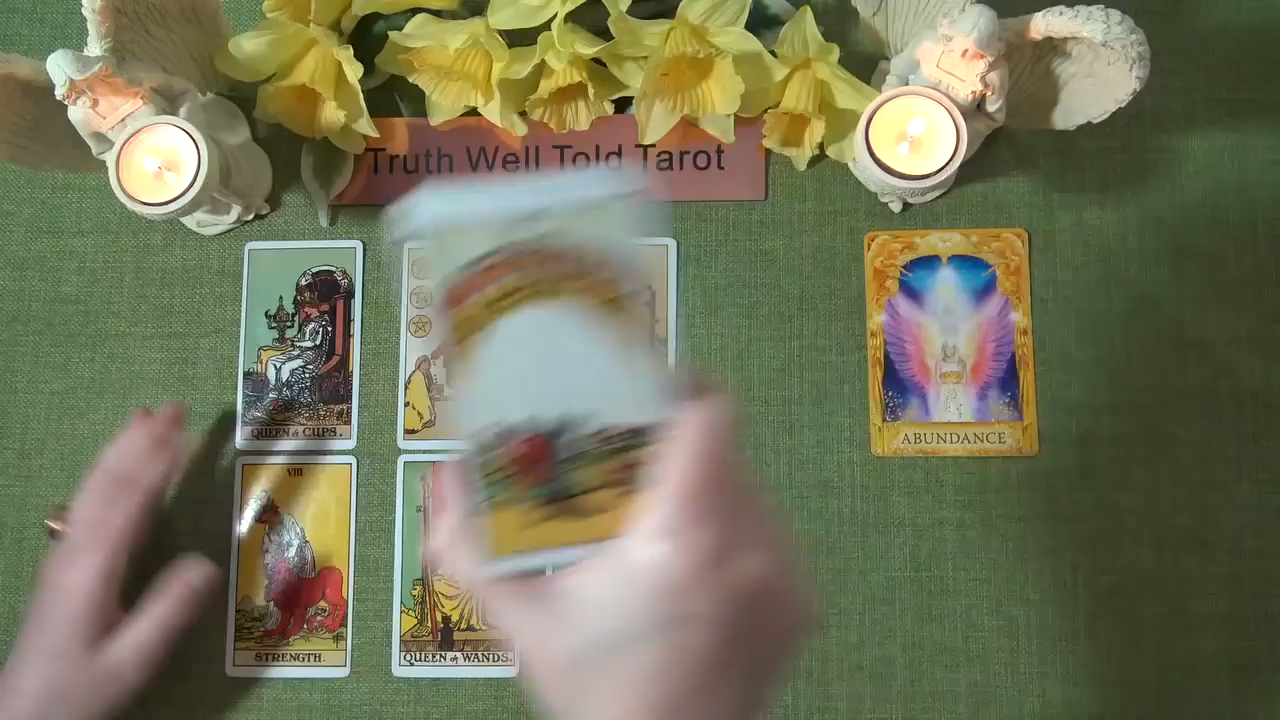 Truth Well Told Tarot
QUEEN of CUPS.
ABUNDANCE
VIII
STRENGTH.
QUEEN of WANDS.